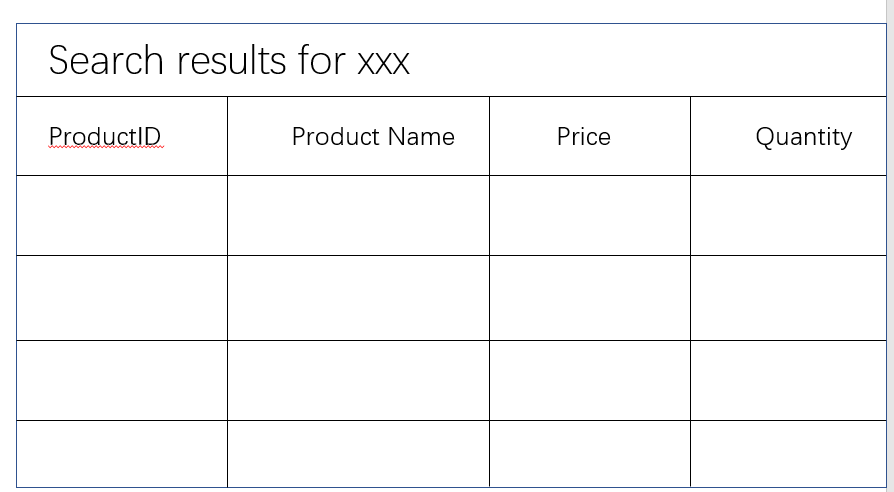 Search results for xxx
ProductID Product Name Price Quantity